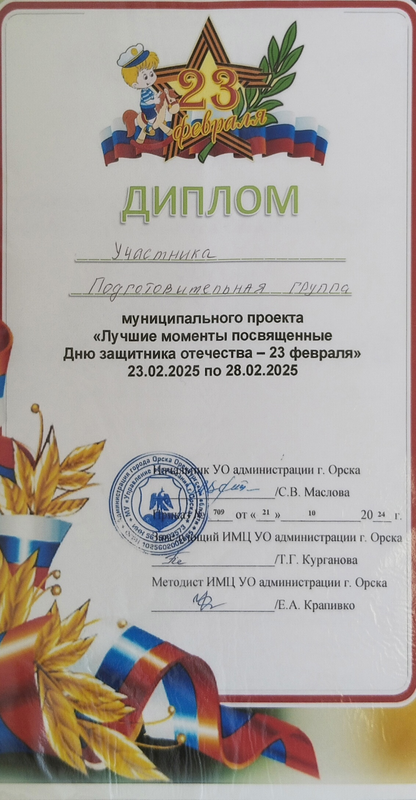 23
февраля
ДИПЛОМ
Участника
Подготовительная группа
муниципального проекта
«Лучшие моменты посвященные
Дню защитника отечества – 23 февраля»
23.02.2025 по 28.02.2025
Начальник УО администрации г. Орска
/С.В. Маслова
Приказ № 709 от « 21 » 10 2024 г.
Заведующий ИМЦ УО администрации г. Орска
/Т.Г. Курганова
Методист ИМЦ УО администрации г. Орска
/Е.А. Крапивко